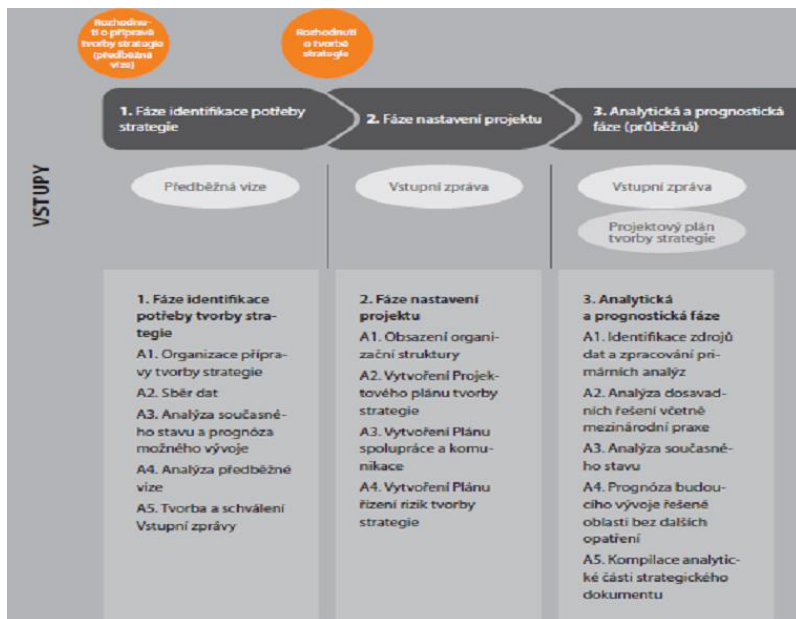 Rozhodnu-
tí o přípravě
tvorby strategie
(předběžná
vize)
Rozhodnutí
o tvorbě
strategie
1. Fáze identifikace potřeby
strategie
2. Fáze nastavení projektu
3. Analytická a prognostická
fáze (průběžná)
VSTUPY
Předběžná vize
Vstupní zpráva
Vstupní zpráva
Projektový plán
tvorby strategie
1. Fáze identifikace
potřeby tvorby stra-
tegie
A1. Organizace přípra-
vy tvorby strategie
A2. Sběr dat
A3. Analýza současné-
ho stavu a prognóza
možného vývoje
A4. Analýza předběžné
vize
A5. Tvorba a schválení
Vstupní zprávy
2. Fáze nastavení
projektu
A1. Obsazení organi-
zační struktury
A2. Vytvoření Projek-
tového plánu tvorby
strategie
A3. Vytvoření Plánu
spolupráce a komu-
nikace
A4. Vytvoření Plánu
řízení rizik tvorby
strategie
3. Analytická
a prognostická fáze
A1. Identifikace zdrojů
dat a zpracování pri-
márních analýz
A2. Analýza dosavad-
ních řešení včetně
mezinárodní praxe
A3. Analýza současné-
ho stavu
A4. Prognóza budou-
cího vývoje řešené
oblasti bez dalších
opatření
A5. Kompilace analytic-
ké části strategického
dokumentu